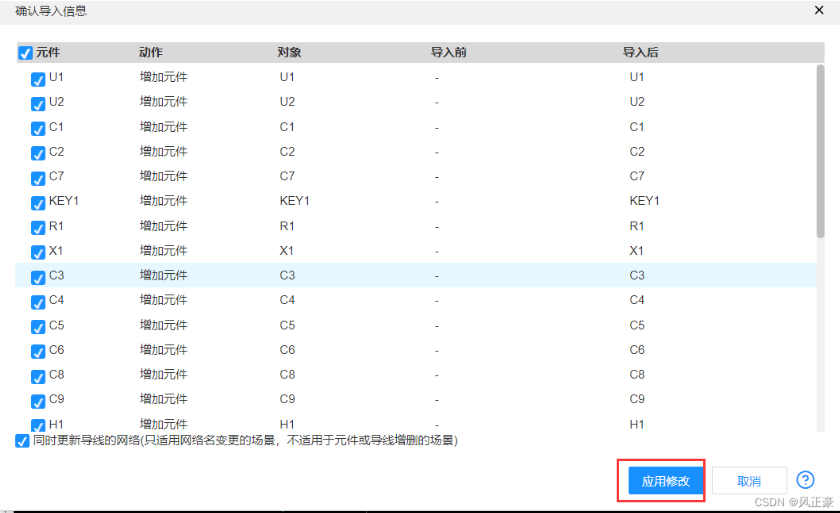 确认导入信息
元件 动作 对象 导入前 导入后
U1 增加元件 U1 - U1
U2 增加元件 U2 - U2
C1 增加元件 C1 - C1
C2 增加元件 C2 - C2
C7 增加元件 C7 - C7
KEY1 增加元件 KEY1 - KEY1
R1 增加元件 R1 - R1
X1 增加元件 X1 - X1
C3 增加元件 C3 - C3
C4 增加元件 C4 - C4
C5 增加元件 C5 - C5
C6 增加元件 C6 - C6
C8 增加元件 C8 - C8
C9 增加元件 C9 - C9
H1 增加元件 H1 - H1
同时更新导线的网络(只适用网络名变更的场景，不适用于元件或导线增删的场景)
应用修改 取消 ?
CSDN @风正豪